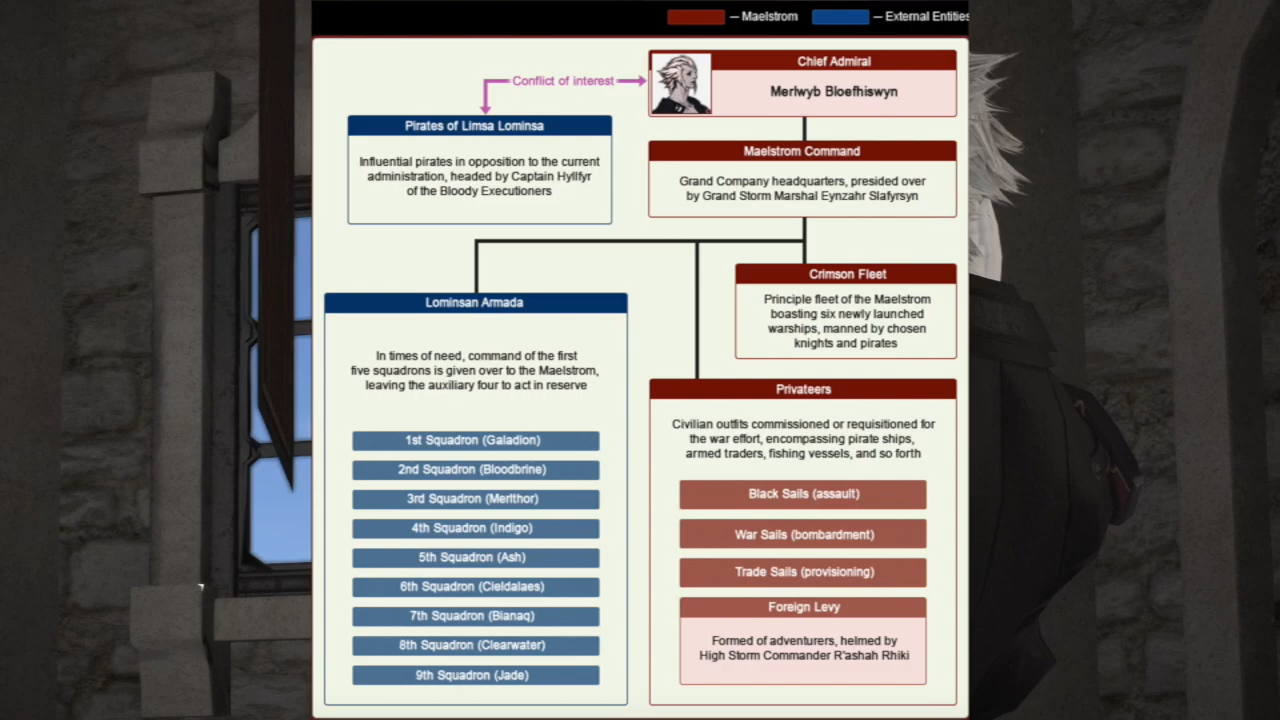 — Maelstrom
— External Entities
Chief Admiral
Merlwyb Bloefhiswyn
Conflict of interest
Pirates of Limsa Lominsa
Influential pirates in opposition to the current
administration, headed by Captain Hyllfyr
of the Bloody Executioners
Maelstrom Command
Grand Company headquarters, presided over
by Grand Storm Marshal Eynzahr Slafyrsyn
Crimson Fleet
Principle fleet of the Maelstrom
boasting six newly launched
warships, manned by chosen
knights and pirates
Lominsan Armada
In times of need, command of the first
five squadrons is given over to the Maelstrom,
leaving the auxiliary four to act in reserve
1st Squadron (Galadion)
2nd Squadron (Bloodbrine)
3rd Squadron (Merlthor)
4th Squadron (Indigo)
5th Squadron (Ash)
6th Squadron (Cieldalaes)
7th Squadron (Bianaq)
8th Squadron (Clearwater)
9th Squadron (Jade)
Privateers
Civilian outfits commissioned or requisitioned for
the war effort, encompassing pirate ships,
armed traders, fishing vessels, and so forth
Black Sails (assault)
War Sails (bombardment)
Trade Sails (provisioning)
Foreign Levy
Formed of adventurers, helmed by
High Storm Commander R'ashah Rhiki